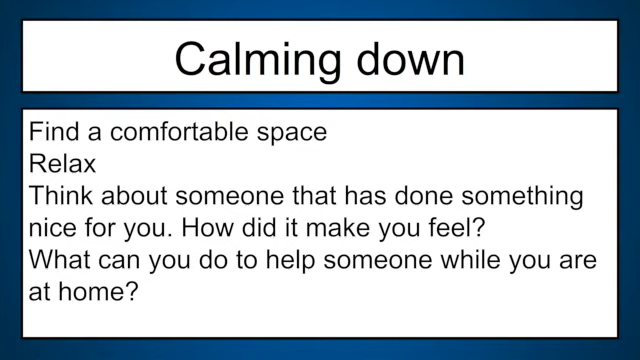 Calming down
Find a comfortable space
Relax
Think about someone that has done something
nice for you. How did it make you feel?
What can you do to help someone while you are
at home?